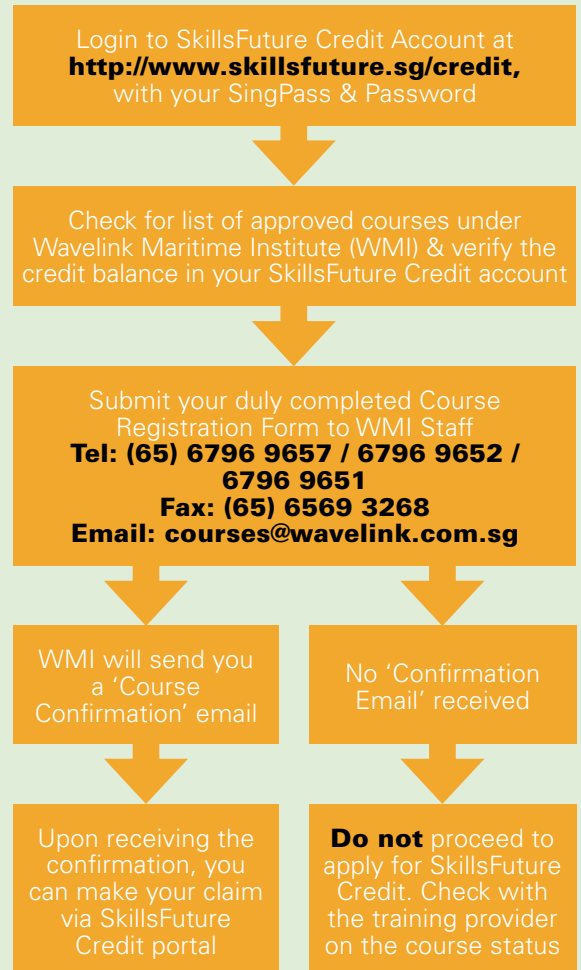 Login to SkillsFuture Credit Account at
http://www.skillsfuture.sg/credit,
with your SingPass & Password
Check for list of approved courses under
Wavelink Maritime Institute (WMI) & verify the
credit balance in your SkillsFuture Credit account
Submit your duly completed Course
Registration Form to WMI Staff
Tel: (65) 6796 9657 / 6796 9652 /
6796 9651
Fax: (65) 6569 3268
Email: courses@wavelink.com.sg
WMI will send you
a ‘Course
Confirmation’ email
No ‘Confirmation
Email’ received
Upon receiving the
confirmation, you
can make your claim
via SkillsFuture
Credit portal
Do not proceed to
apply for SkillsFuture
Credit. Check with
the training provider
on the course status